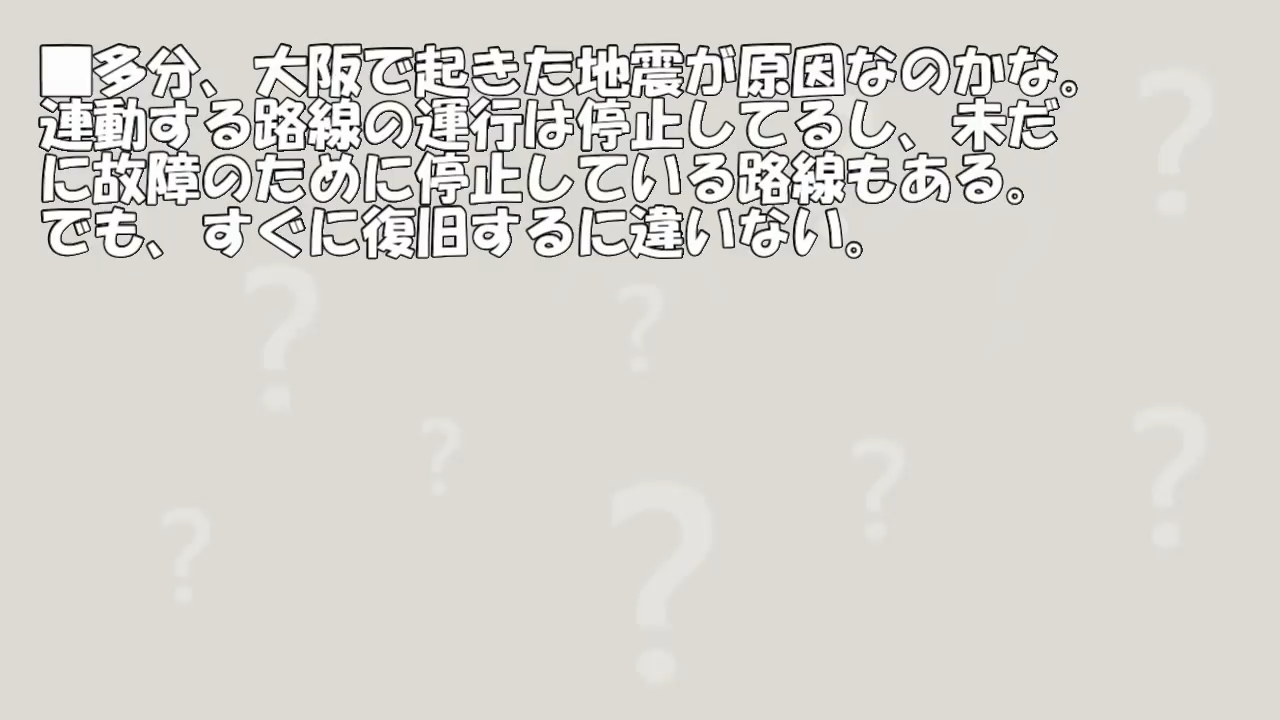 ■多分、大阪で起きた地震が原因なのかな。
連動する路線の運行は停止してるし、未だ
に故障のために停止している路線もある。
でも、すぐに復旧するに違いない。
?
?
?
?
?
?
?
?